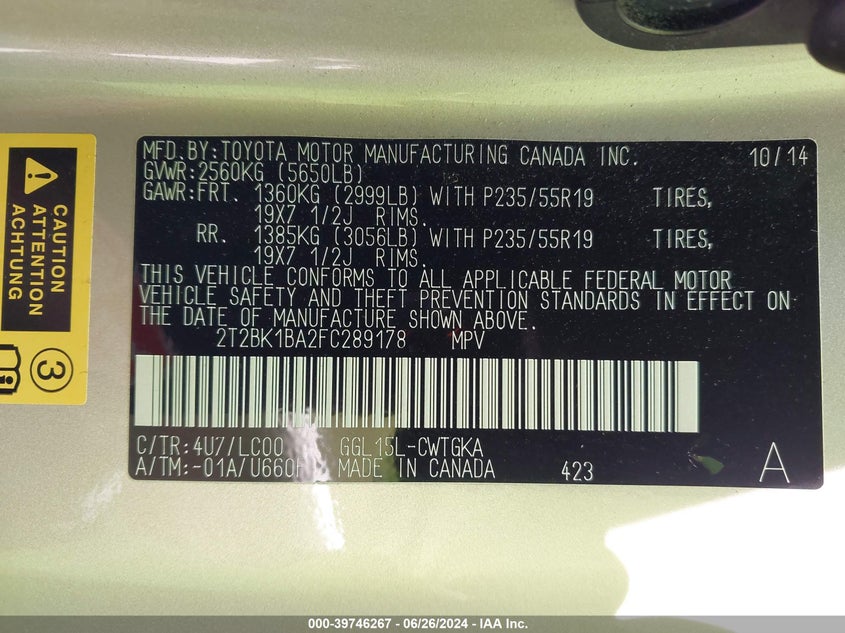 MFD. BY: TOYOTA MOTOR MANUFACTURING CANADA INC. 10/14
GVWR: 2560KG (5650LB)
GAWR: FRT. 1360KG (2999LB) WITH P235/55R19 TIRES,
19X7 1/2J RIMS.
RR. 1385KG (3056LB) WITH P235/55R19 TIRES,
19X7 1/2J RIMS.
THIS VEHICLE CONFORMS TO ALL APPLICABLE FEDERAL MOTOR
VEHICLE SAFETY AND THEFT PREVENTION STANDARDS IN EFFECT ON
THE DATE OF MANUFACTURE SHOWN ABOVE.
2T2BK1BA2FC289178 MPV
C/TR: 4U7/LC00 GGL15L-CWTGKA
A/TM: -01A/U660 MADE IN CANADA 423 A
CAUTION
ATTENTION
ACHTUNG
3
000-39746267 - 06/26/2024 - IAA Inc.